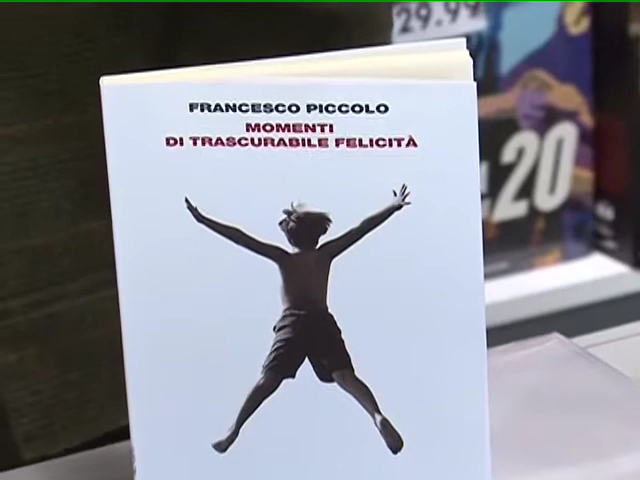 29.99
FRANCESCO PICCOLO
MOMENTI
DI TRASCURABILE FELICITÀ
20